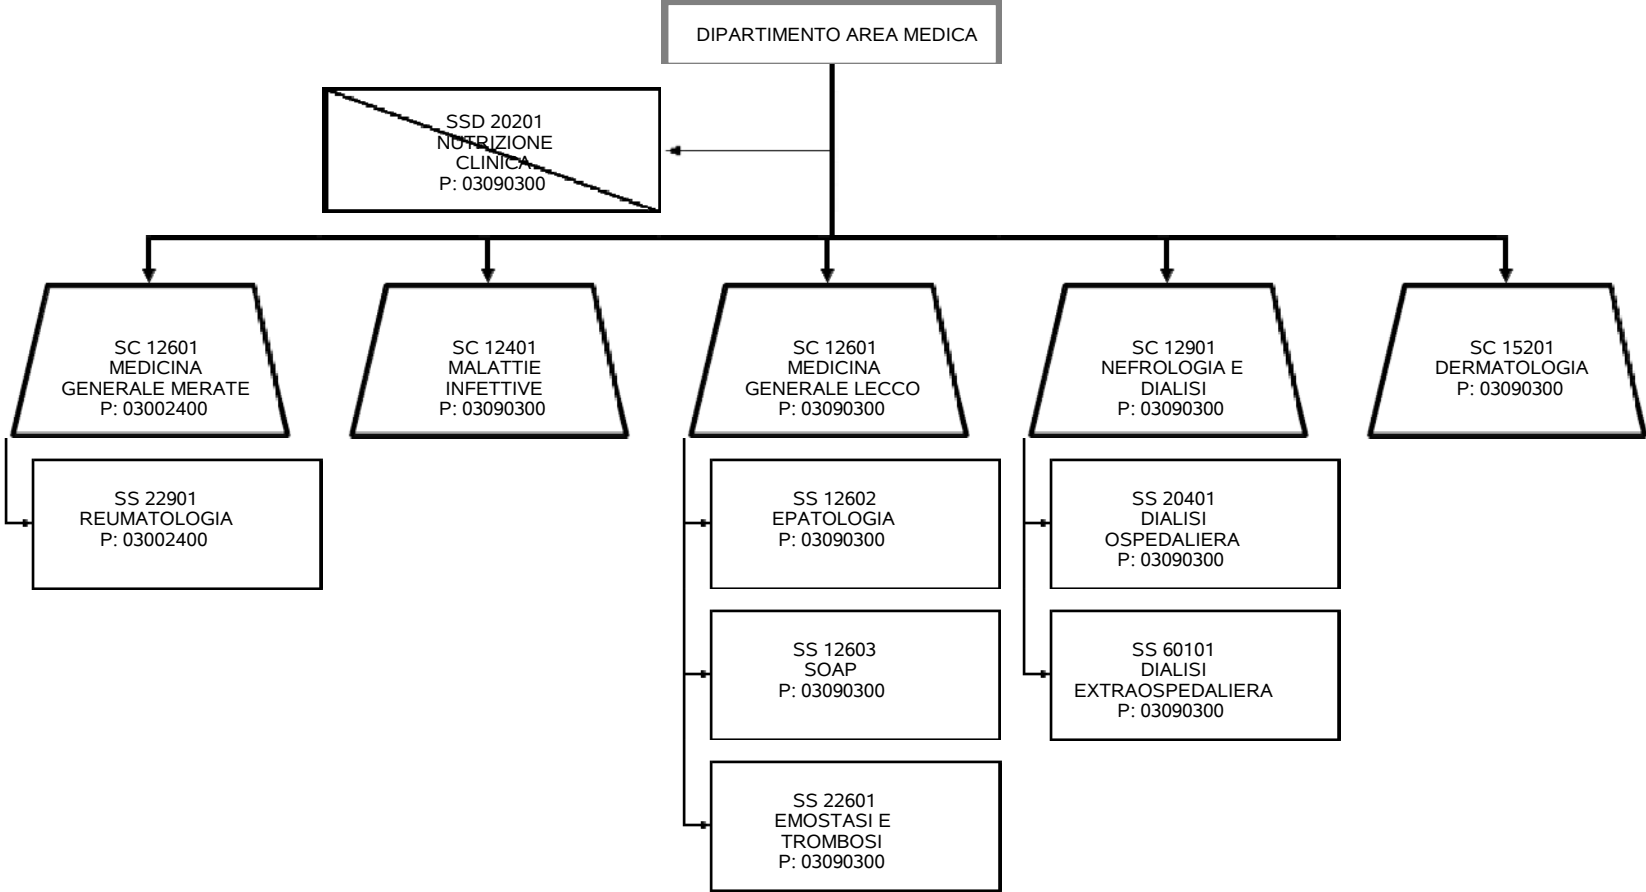 DIPARTIMENTO AREA MEDICA
SSD 20201
NUTRIZIONE
CLINICA
P: 03090300
SC 12601
MEDICINA
GENERALE MERATE
P: 03002400
SC 12401
MALATTIE
INFETTIVE
P: 03090300
SC 12601
MEDICINA
GENERALE LECCO
P: 03090300
SC 12901
NEFROLOGIA E
DIALISI
P: 03090300
SC 15201
DERMATOLOGIA
P: 03090300
SS 22901
REUMATOLOGIA
P: 03002400
SS 12602
EPATOLOGIA
P: 03090300
SS 20401
DIALISI
OSPEDALIERA
P: 03090300
SS 12603
SOAP
P: 03090300
SS 60101
DIALISI
EXTRAOSPEDALIERA
P: 03090300
SS 22601
EMOSTASI E
TROMBOSI
P: 03090300